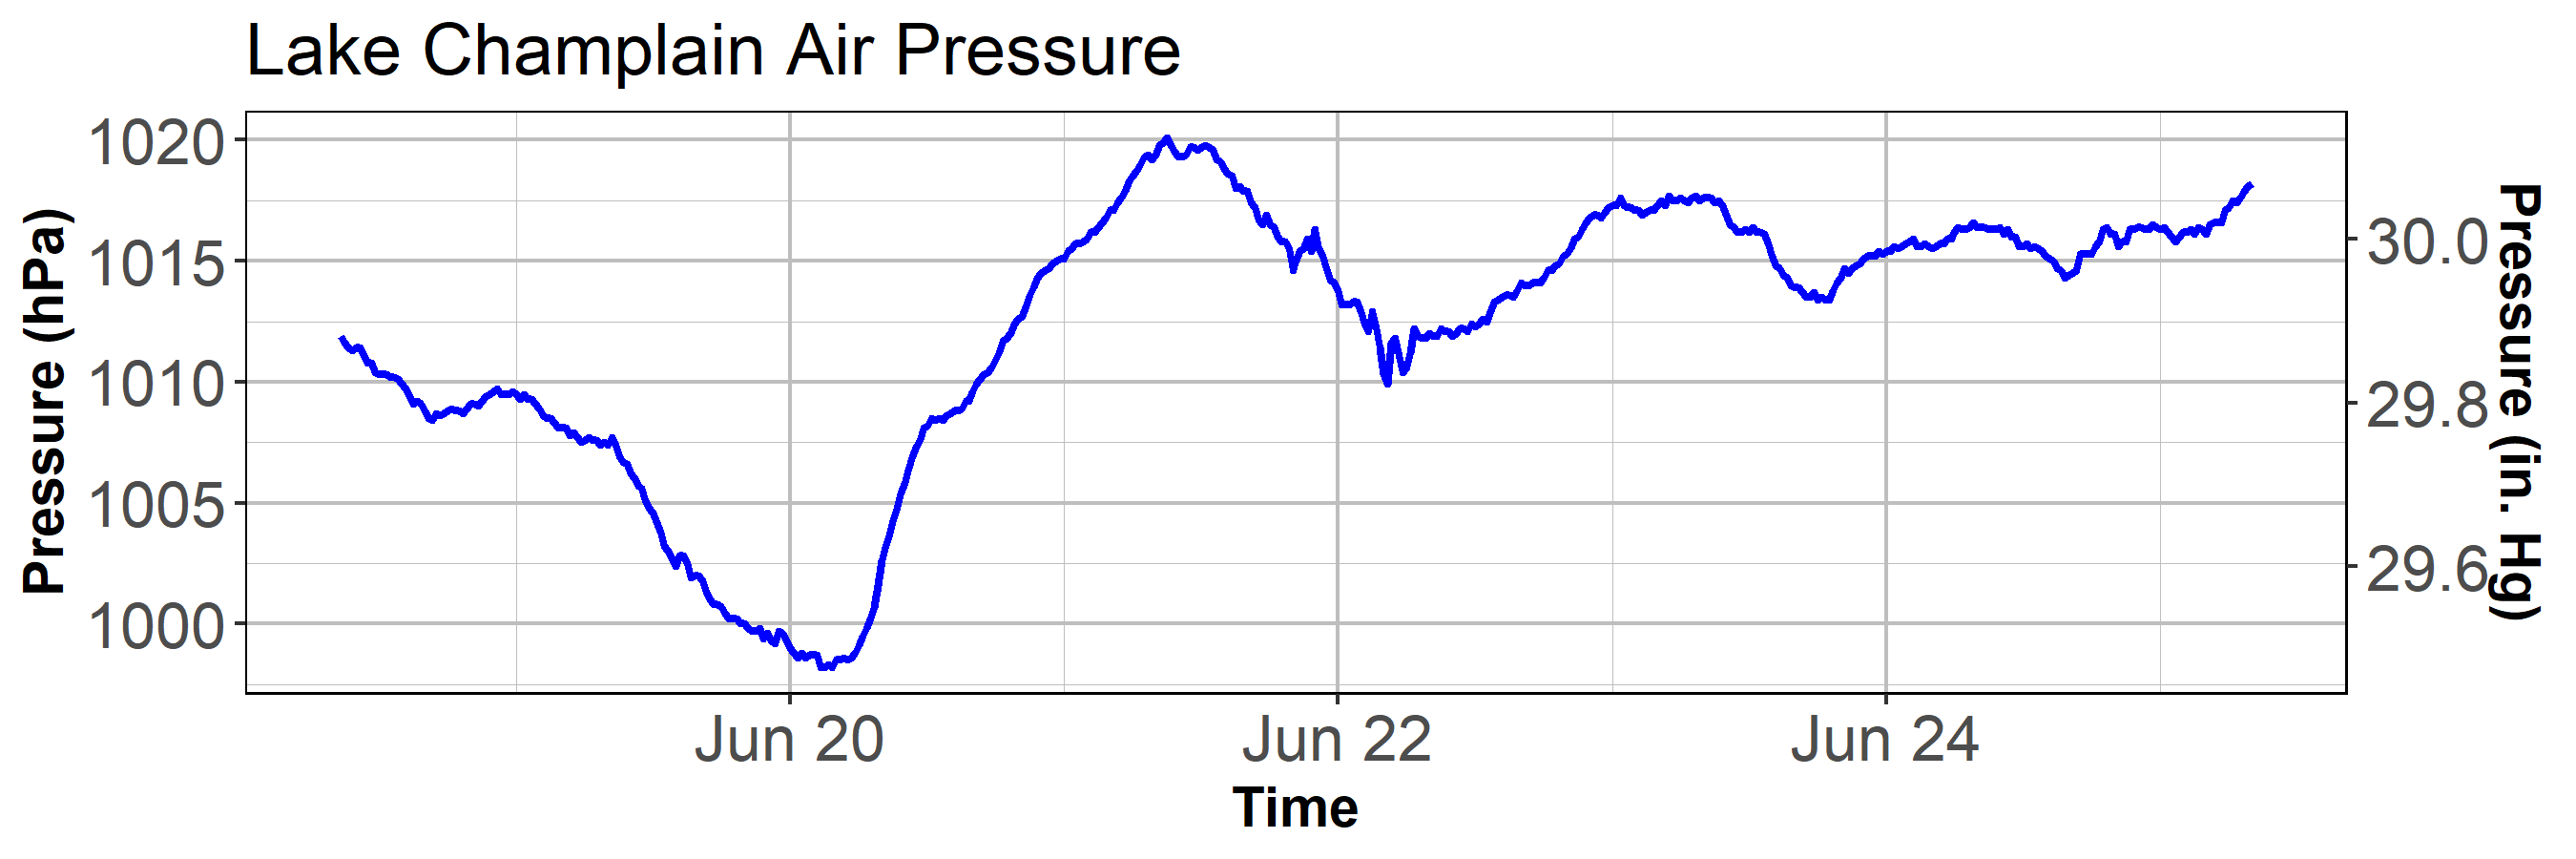 Lake Champlain Air Pressure
Pressure (hPa)
1020
1015
1010
1005
1000
30.0
29.8
29.6
Pressure (in. Hg)
Jun 20
Jun 22
Jun 24
Time